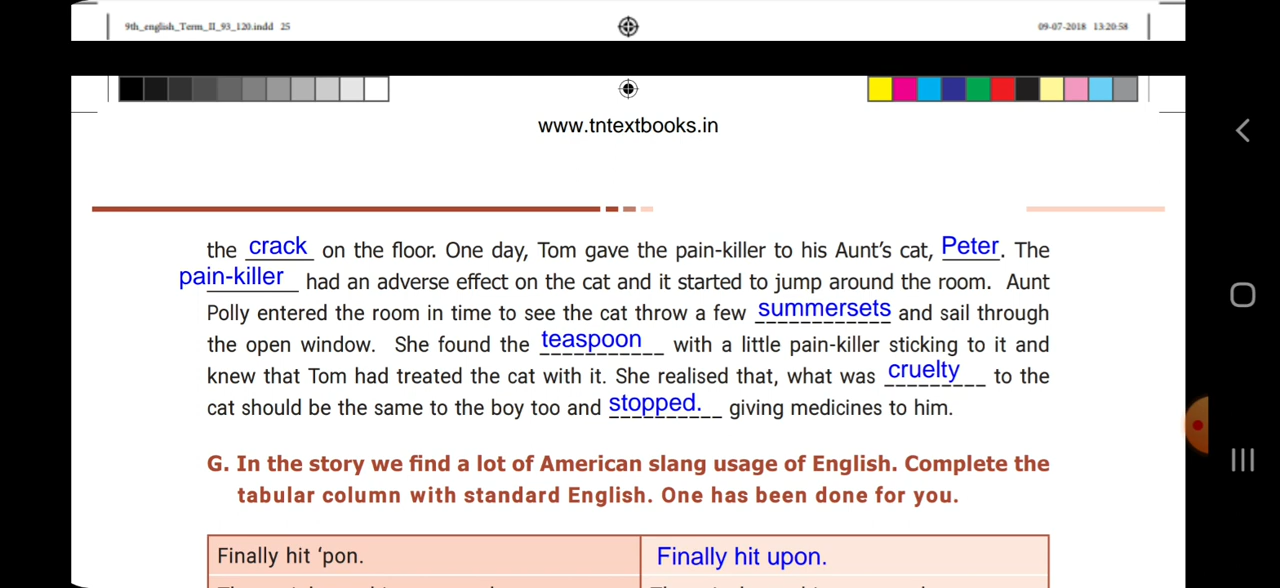 9th_english_Term_II_93_120.indd 25 09-07-2018 13:20:58
www.tntextbooks.in
the crack on the floor. One day, Tom gave the pain-killer to his Aunt's cat, Peter. The
pain-killer had an adverse effect on the cat and it started to jump around the room. Aunt
Polly entered the room in time to see the cat throw a few summersets and sail through
the open window. She found the teaspoon with a little pain-killer sticking to it and
knew that Tom had treated the cat with it. She realised that, what was cruelty to the
cat should be the same to the boy too and stopped. giving medicines to him.
G. In the story we find a lot of American slang usage of English. Complete the
tabular column with standard English. One has been done for you.
Finally hit ‘pon. Finally hit upon.